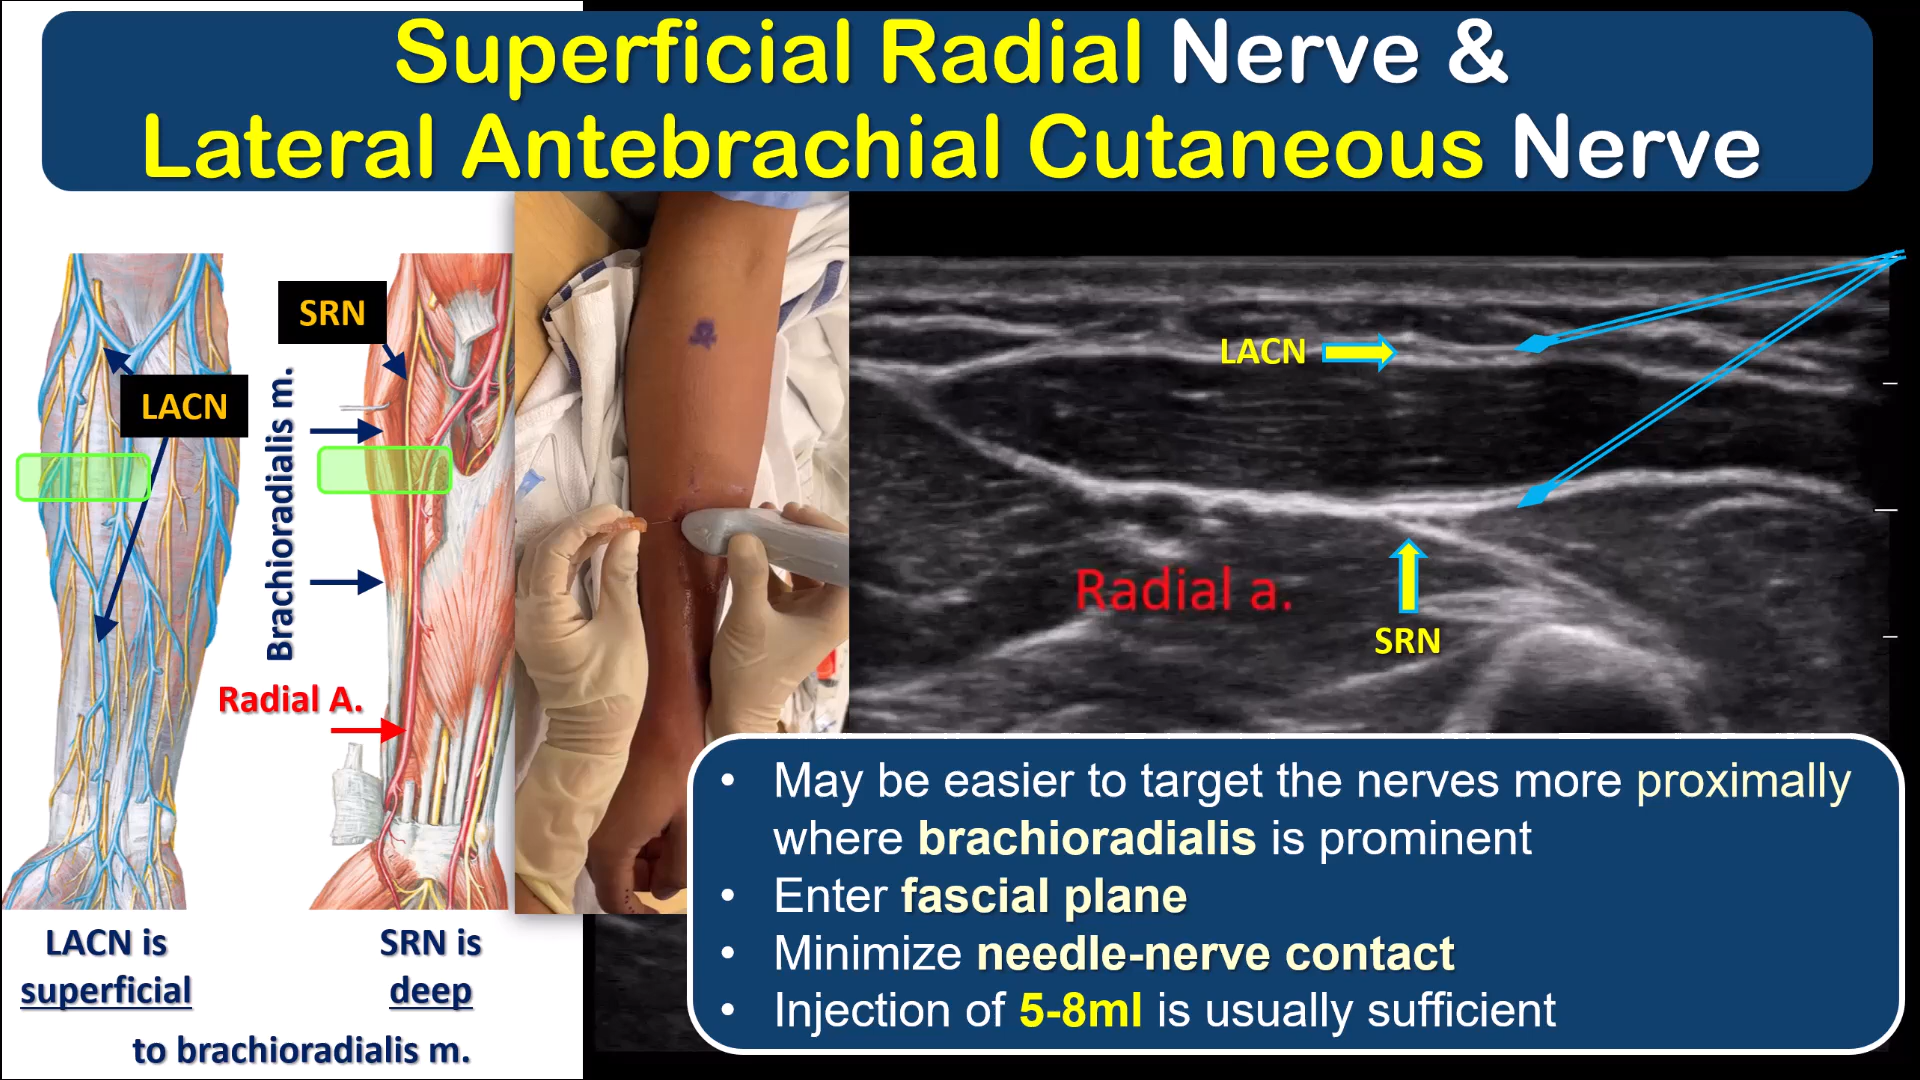 Superficial Radial Nerve &
Lateral Antebrachial Cutaneous Nerve
SRN
LACN
Brachioradialis m.
Radial A.
LACN is
superficial
SRN is
deep
to brachioradialis m.
LACN
Radial a.
SRN
• May be easier to target the nerves more proximally
where brachioradialis is prominent
• Enter fascial plane
• Minimize needle-nerve contact
• Injection of 5-8ml is usually sufficient